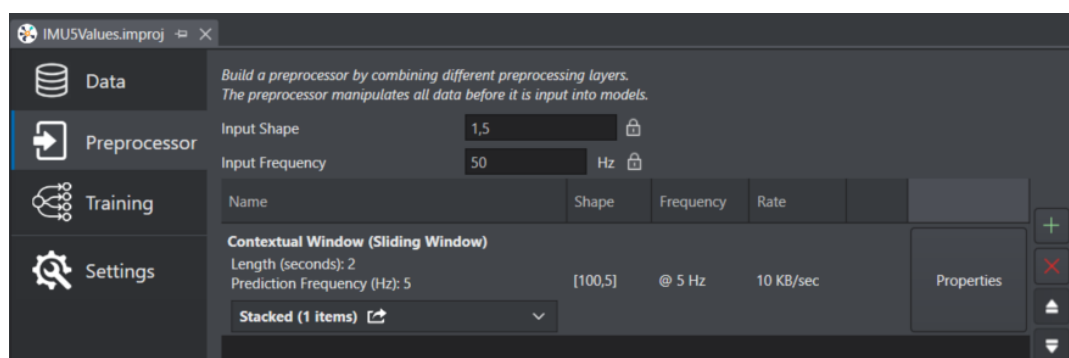 IMU5Values.improj
Data
Preprocessor
Training
Settings
Build a preprocessor by combining different preprocessing layers.
The preprocessor manipulates all data before it is input into models.
Input Shape 1,5
Input Frequency 50 Hz
Name Shape Frequency Rate
Contextual Window (Sliding Window)
Length (seconds): 2
Prediction Frequency (Hz): 5
[100,5] @ 5 Hz 10 KB/sec Properties
Stacked (1 items)